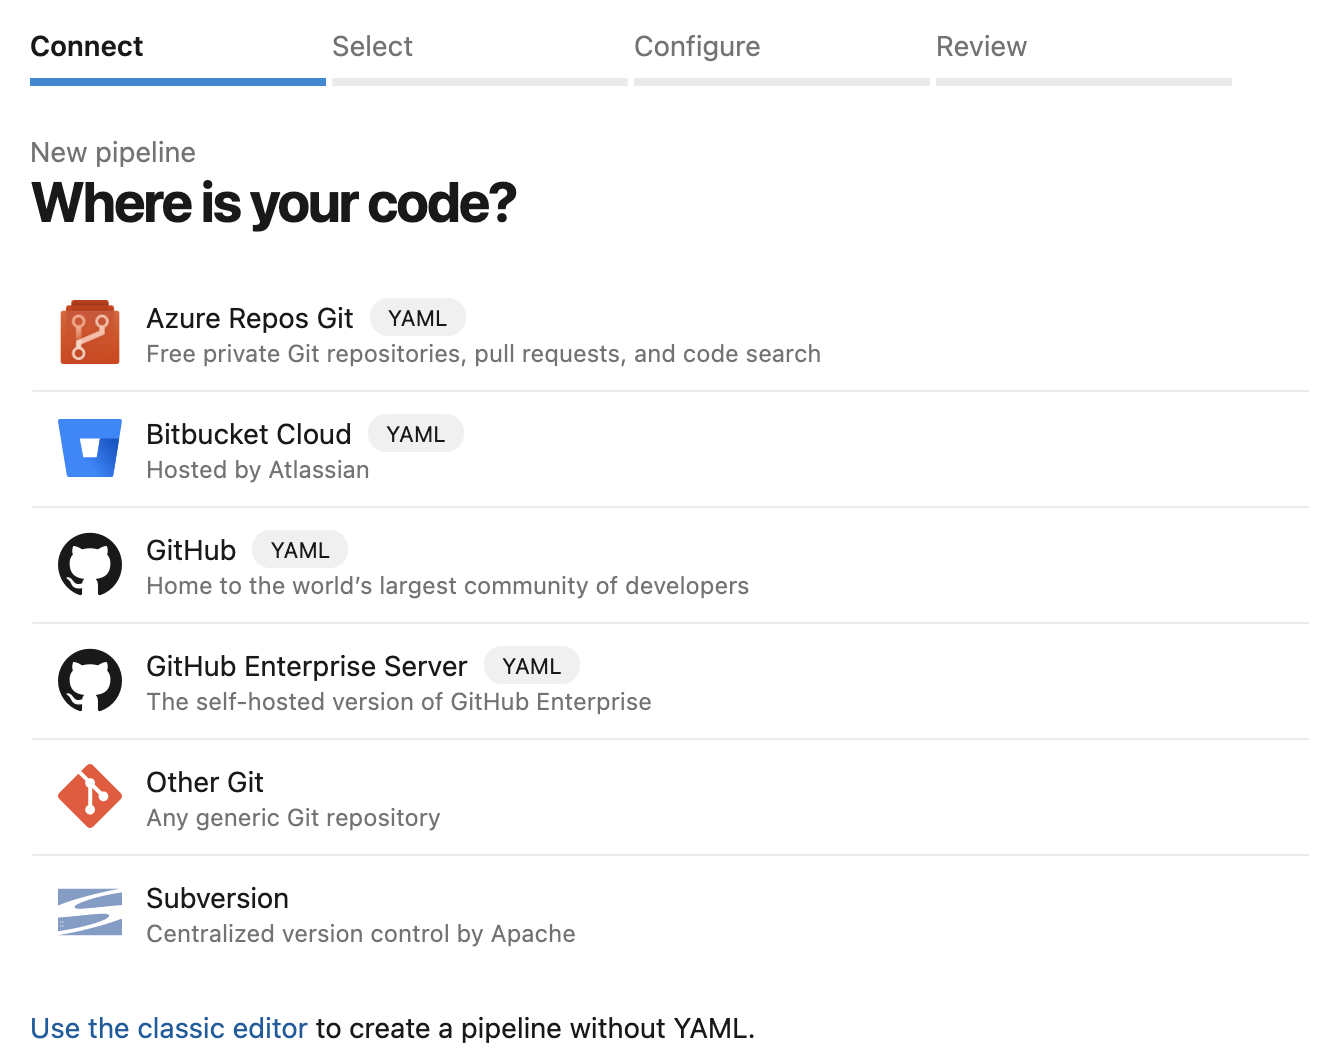 Connect Select Configure Review
New pipeline
Where is your code?
Azure Repos Git YAML
Free private Git repositories, pull requests, and code search
Bitbucket Cloud YAML
Hosted by Atlassian
GitHub YAML
Home to the world’s largest community of developers
GitHub Enterprise Server YAML
The self-hosted version of GitHub Enterprise
Other Git
Any generic Git repository
Subversion
Centralized version control by Apache
Use the classic editor to create a pipeline without YAML.